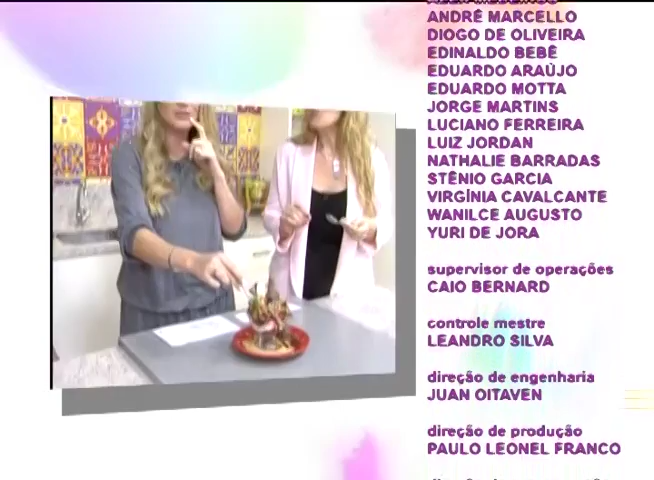 ANDRÉ MARCELLO
DIOGO DE OLIVEIRA
EDINALDO BEBÊ
EDUARDO ARAÚJO
EDUARDO MOTTA
JORGE MARTINS
LUCIANO FERREIRA
LUIZ JORDAN
NATHALIE BARRADAS
STÊNIO GARCIA
VIRGÍNIA CAVALCANTE
WANILCE AUGUSTO
YURI DE JORA
supervisor de operações
CAIO BERNARD
controle mestre
LEANDRO SILVA
direção de engenharia
JUAN OITAVEN
direção de produção
PAULO LEONEL FRANCO